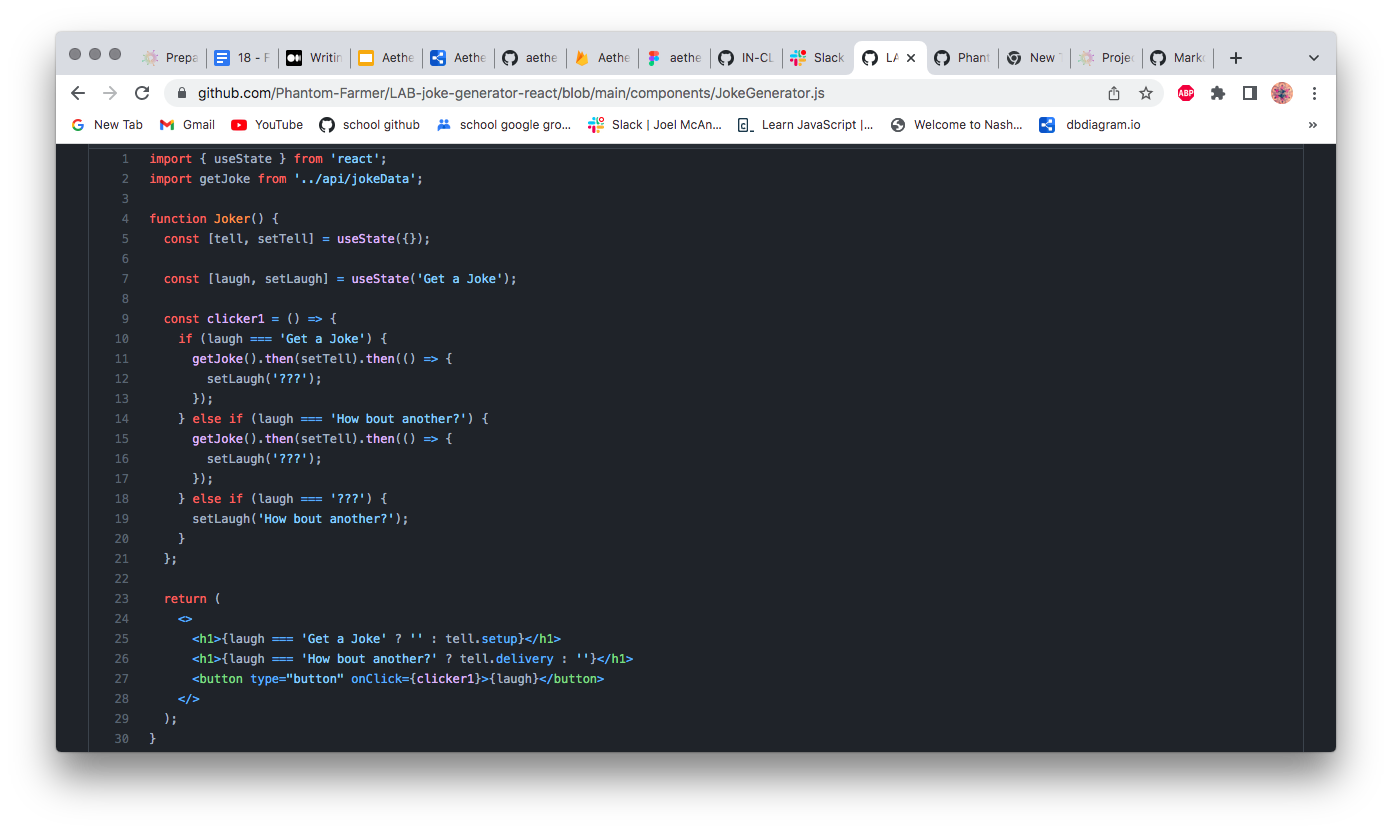 Prepa
18 - F
Writin
Aethe
Aethe
aethe
Aethe
aethe
IN-CL
Slack
LA
Phant
New T
Projec
Marko
github.com/Phantom-Farmer/LAB-joke-generator-react/blob/main/components/JokeGenerator.js
ABP
New Tab
Gmail
YouTube
school github
school google gro...
Slack | Joel McAn...
Learn JavaScript |...
Welcome to Nash...
dbdiagram.io
»
1 import { useState } from 'react';
2 import getJoke from '../api/jokeData';
3
4 function Joker() {
5   const [tell, setTell] = useState({});
6
7   const [laugh, setLaugh] = useState('Get a Joke');
8
9   const clicker1 = () => {
10     if (laugh === 'Get a Joke') {
11       getJoke().then(setTell).then(() => {
12         setLaugh('???');
13       });
14     } else if (laugh === 'How bout another?') {
15       getJoke().then(setTell).then(() => {
16         setLaugh('???');
17       });
18     } else if (laugh === '???') {
19       setLaugh('How bout another?');
20     }
21   };
22
23   return (
24     <>
25       <h1>{laugh === 'Get a Joke' ? '' : tell.setup}</h1>
26       <h1>{laugh === 'How bout another?' ? tell.delivery : ''}</h1>
27       <button type="button" onClick={clicker1}>{laugh}</button>
28     </>
29   );
30 }